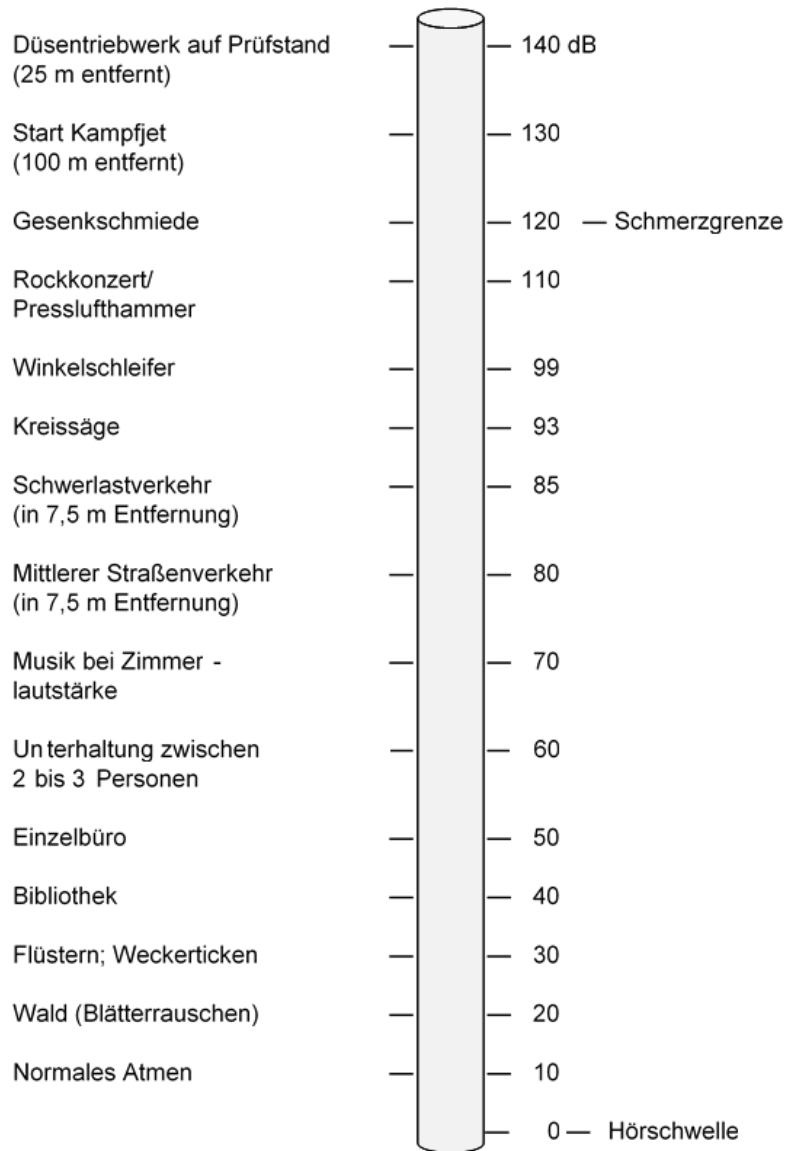 Düsentriebwerk auf Prüfstand 140 dB
(25 m entfernt)
Start Kampfjet 130
(100 m entfernt)
Gesenkschmiede 120 — Schmerzgrenze
Rockkonzert/ 110
Presslufthammer
Winkelschleifer 99
Kreissäge 93
Schwerlastverkehr 85
(in 7,5 m Entfernung)
Mittlerer Straßenverkehr 80
(in 7,5 m Entfernung)
Musik bei Zimmer - 70
lautstärke
Un terhaltung zwischen 60
2 bis 3 Personen
Einzelbüro 50
Bibliothek 40
Flüstern; Weckerticken 30
Wald (Blätterrauschen) 20
Normales Atmen 10
0 — Hörschwelle